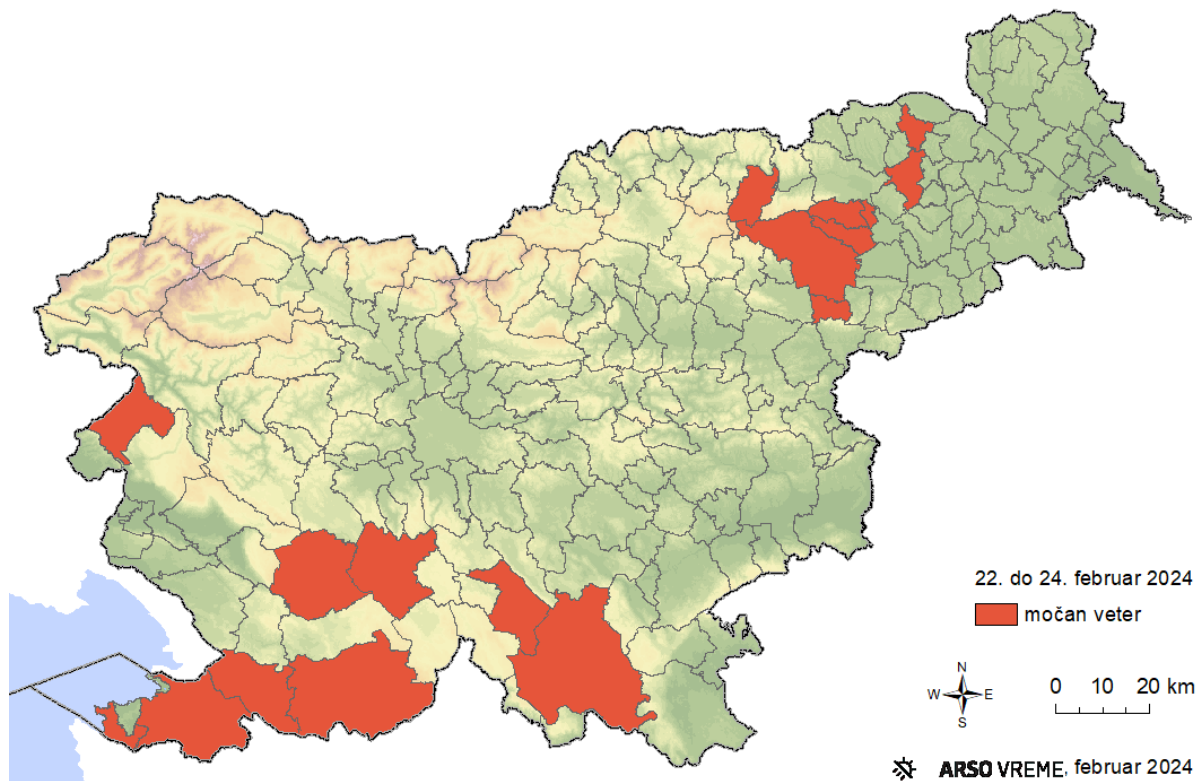 22. do 24. februar 2024
močan veter
N
W E
S
0 10 20 km
ARSO VREME, februar 2024